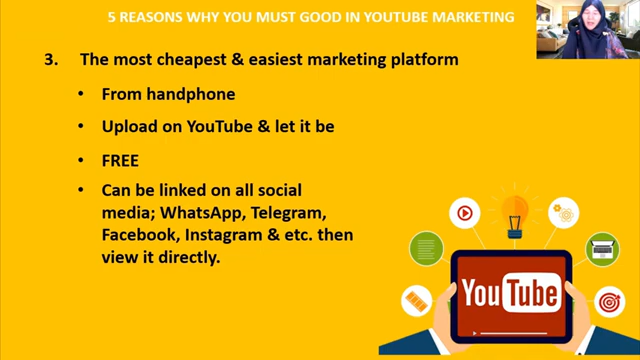 5 REASONS WHY YOU MUST GOOD IN YOUTUBE MARKETING
3. The most cheapest & easiest marketing platform
• From handphone
• Upload on YouTube & let it be
• FREE
• Can be linked on all social
media; WhatsApp, Telegram,
Facebook, Instagram & etc. then
view it directly.
YouTube